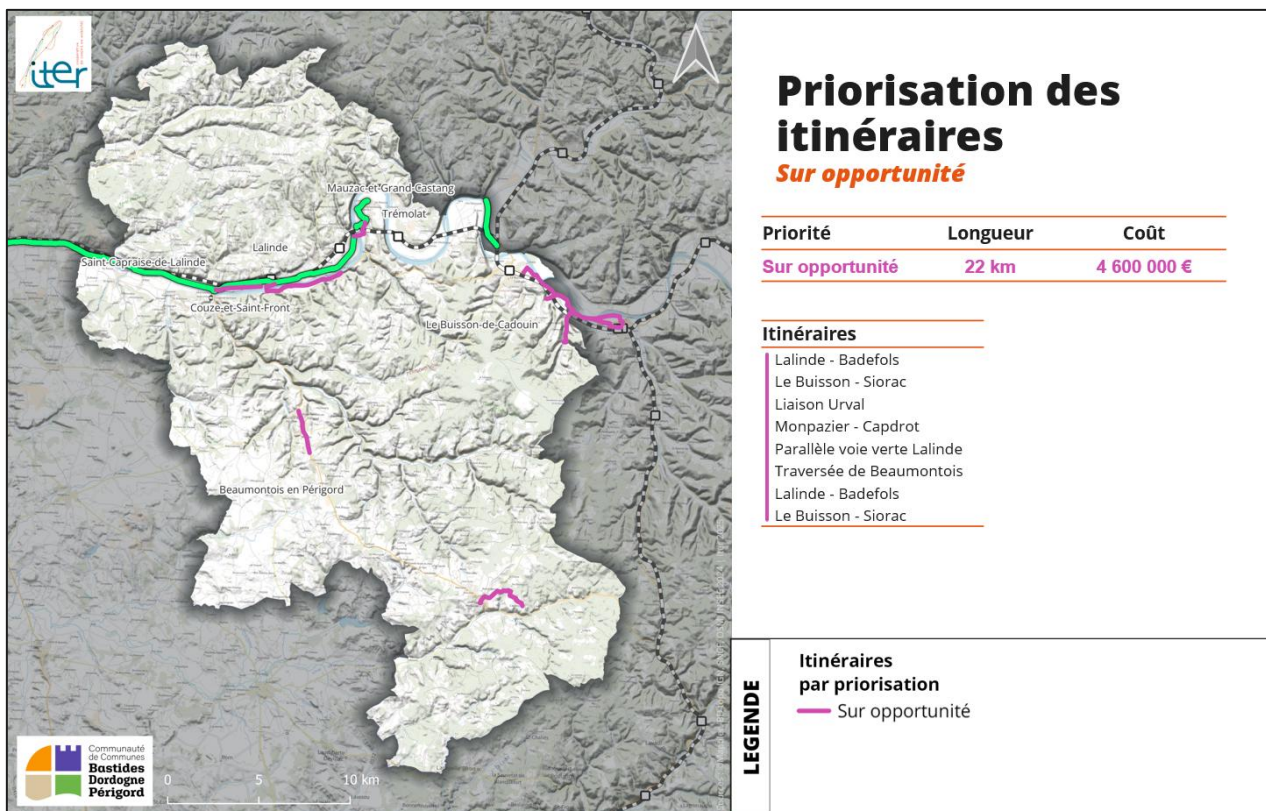 iter
Mauzac-et-Grand-Castang
Trémolat
Lalinde
Saint-Capraise-de-Lalinde
Couze-et-Saint-Front
Le Buisson-de-Cadouin
Beaumontois en Périgord
Communauté
de Communes
Bastides
Dordogne
Périgord
0 5 10 km
Priorisation des
itinéraires
Sur opportunité
Priorité Longueur Coût
Sur opportunité 22 km 4 600 000 €
Itinéraires
Lalinde - Badefols
Le Buisson - Siorac
Liaison Urval
Monpazier - Capdrot
Parallèle voie verte Lalinde
Traversée de Beaumontois
Lalinde - Badefols
Le Buisson - Siorac
LEGENDE
Itinéraires
par priorisation
Sur opportunité